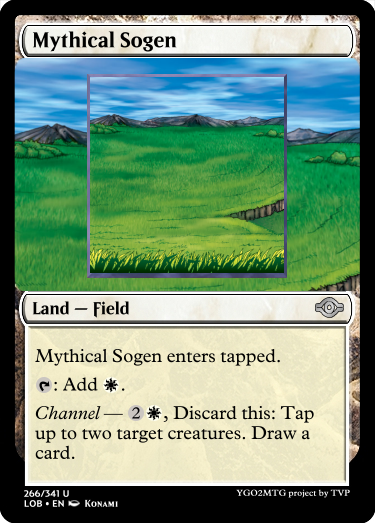 Mythical Sogen
Land — Field
Mythical Sogen enters tapped.
: Add .
Channel — 2, Discard this: Tap
up to two target creatures. Draw a
card.
266/341 U
LOB • EN Konami
YGO2MTG project by TVP